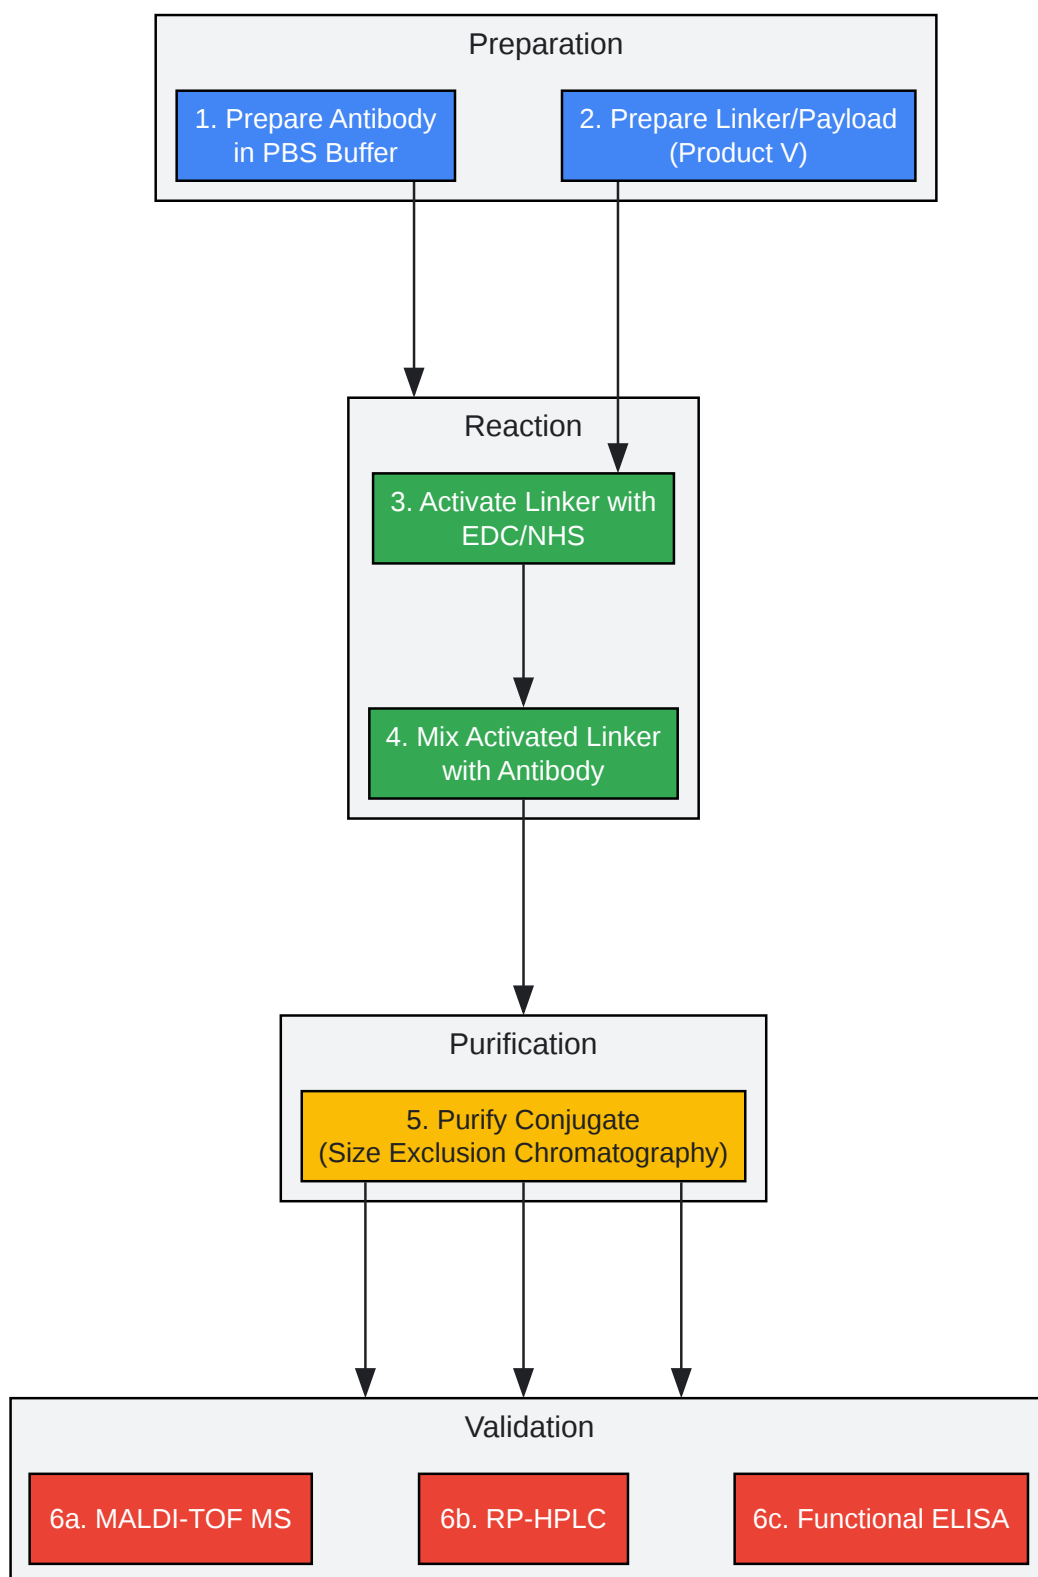 Preparation
1. Prepare Antibody
in PBS Buffer
2. Prepare Linker/Payload
(Product V)
Reaction
3. Activate Linker with
EDC/NHS
4. Mix Activated Linker
with Antibody
Purification
5. Purify Conjugate
(Size Exclusion Chromatography)
Validation
6a. MALDI-TOF MS
6b. RP-HPLC
6c. Functional ELISA